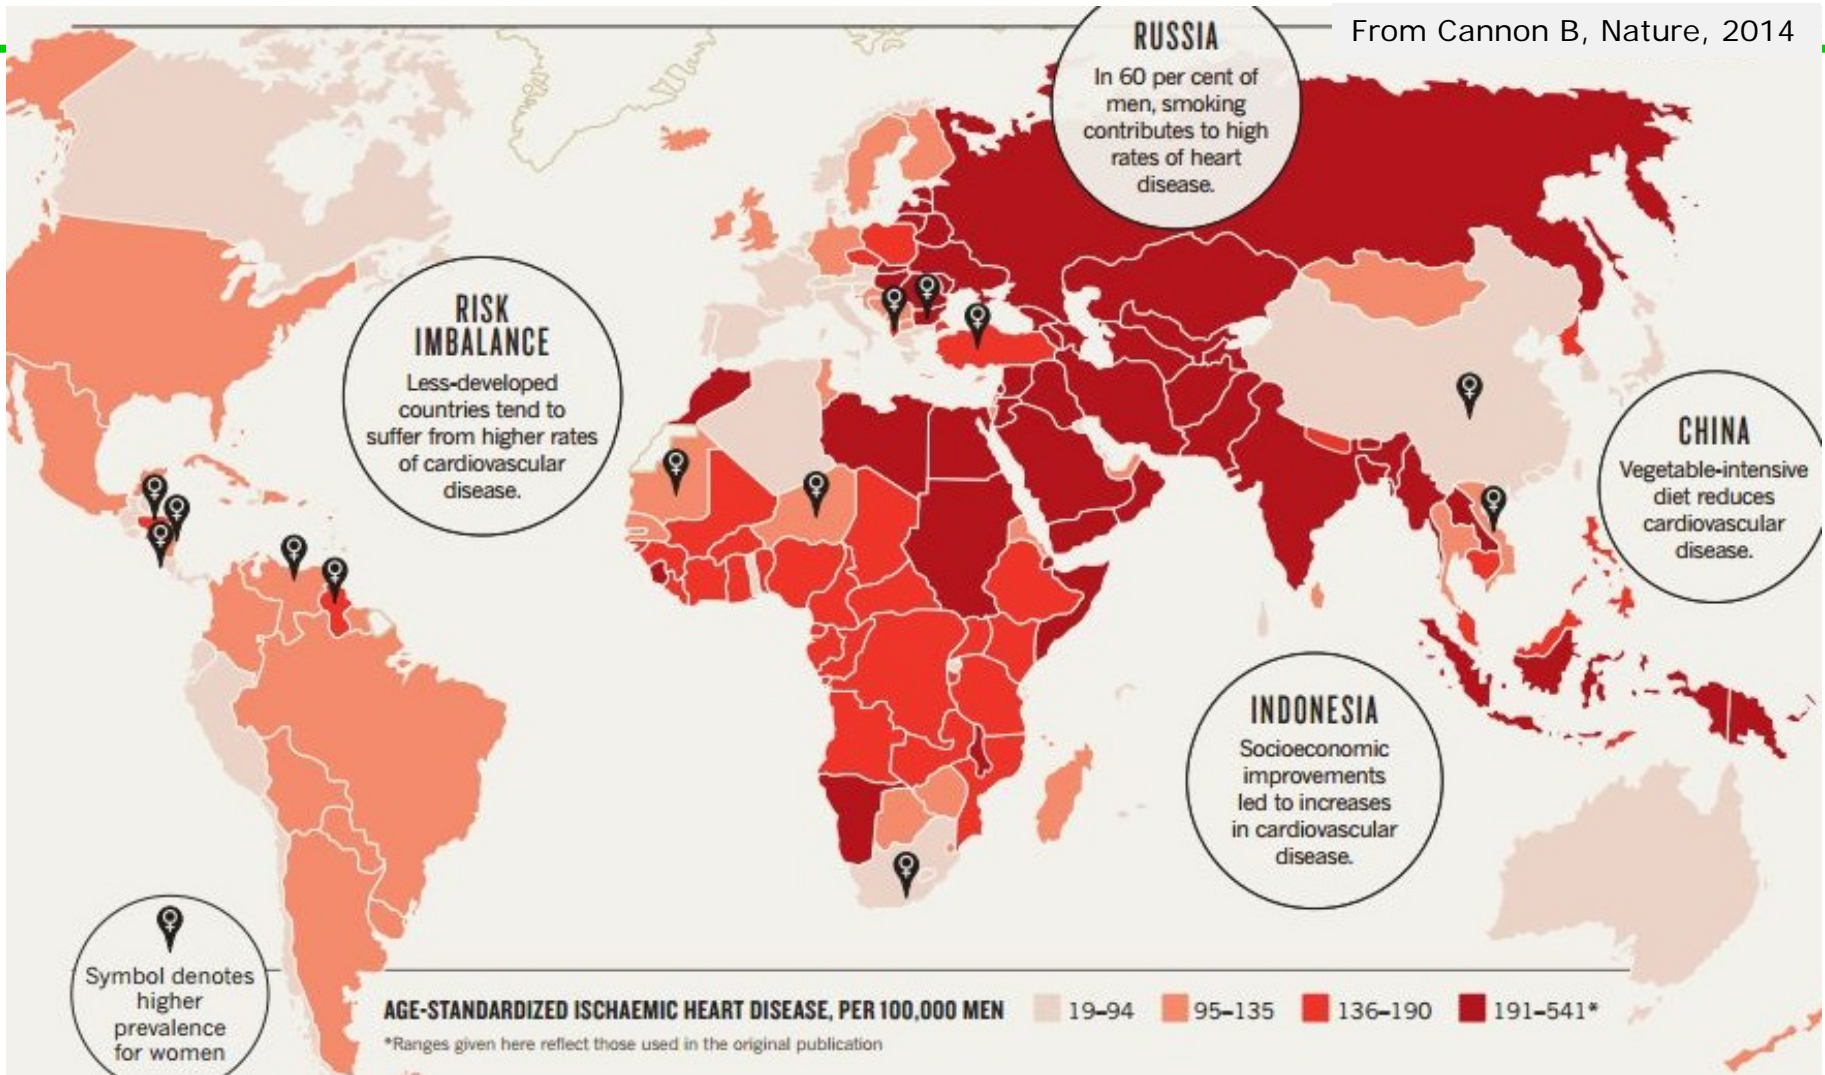 From Cannon B, Nature, 2014
RUSSIA
In 60 per cent of
men, smoking
contributes to high
rates of heart
disease.
RISK
IMBALANCE
Less-developed
countries tend to
suffer from higher rates
of cardiovascular
disease.
CHINA
Vegetable-intensive
diet reduces
cardiovascular
disease.
INDONESIA
Socioeconomic
improvements
led to increases
in cardiovascular
disease.
Symbol denotes
higher
prevalence
for women
AGE-STANDARDIZED ISCHAEMIC HEART DISEASE, PER 100,000 MEN 19–94 95–135 136–190 191–541*
*Ranges given here reflect those used in the original publication